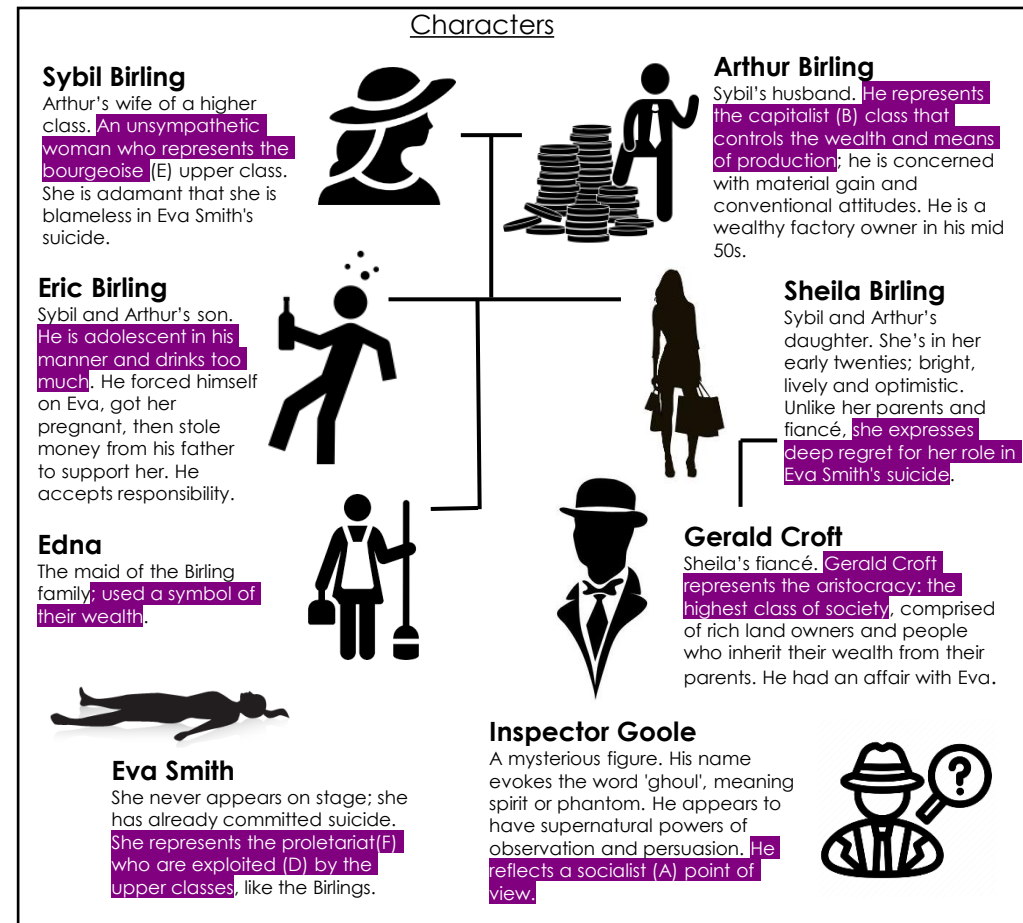 Characters
Sybil Birling
Arthur's wife of a higher
class. An unsympathetic
woman who represents the
bourgeoise (E) upper class.
She is adamant that she is
blameless in Eva Smith's
suicide.
Arthur Birling
Sybil's husband. He represents
the capitalist (B) class that
controls the wealth and means
of production; he is concerned
with material gain and
conventional attitudes. He is a
wealthy factory owner in his mid
50s.
Eric Birling
Sybil and Arthur's son.
He is adolescent in his
manner and drinks too
much. He forced himself
on Eva, got her
pregnant, then stole
money from his father
to support her. He
accepts responsibility.
Sheila Birling
Sybil and Arthur's
daughter. She's in her
early twenties; bright,
lively and optimistic.
Unlike her parents and
fiancé, she expresses
deep regret for her role in
Eva Smith's suicide.
Edna
The maid of the Birling
family; used a symbol of
their wealth.
Gerald Croft
Sheila's fiancé. Gerald Croft
represents the aristocracy: the
highest class of society, comprised
of rich land owners and people
who inherit their wealth from their
parents. He had an affair with Eva.
Eva Smith
She never appears on stage; she
has already committed suicide.
She represents the proletariat(F)
who are exploited (D) by the
upper classes, like the Birlings.
Inspector Goole
A mysterious figure. His name
evokes the word 'ghoul', meaning
spirit or phantom. He appears to
have supernatural powers of
observation and persuasion. He
reflects a socialist (A) point of
view.
?